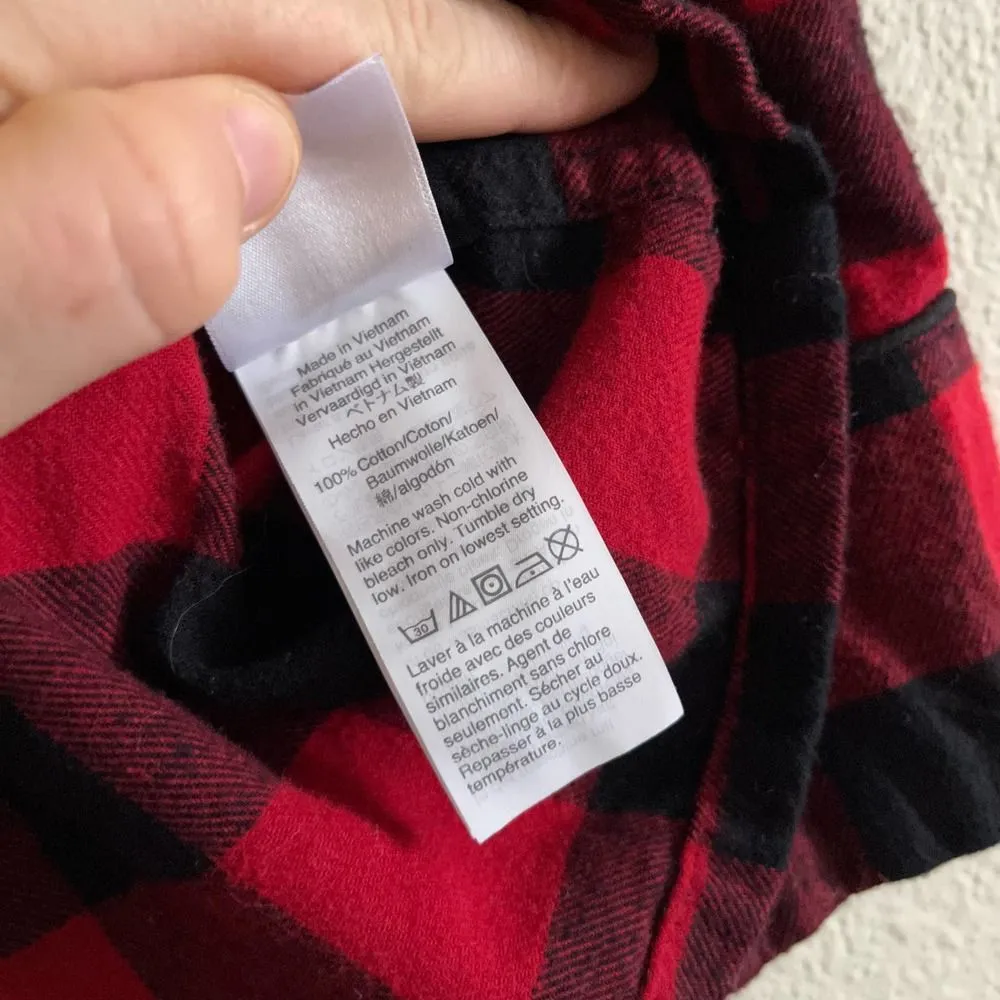 Made in Vietnam
Fabriqué au Vietnam
in Vietnam Hergestellt
Vervaardigd in Viëtnam
ベトナム製
Hecho en Vietnam
100% Cotton/Coton/
Baumwolle/Katoen/
綿/algodón
Machine wash cold with
like colors. Non-chlorine
bleach only. Tumble dry
low. Iron on lowest setting.
30
Laver à la machine à l'eau
froide avec des couleurs
similaires. Agent de
blanchiment sans chlore
seulement. Sécher au
sèche-linge au cycle doux.
Repasser à la plus basse
température.